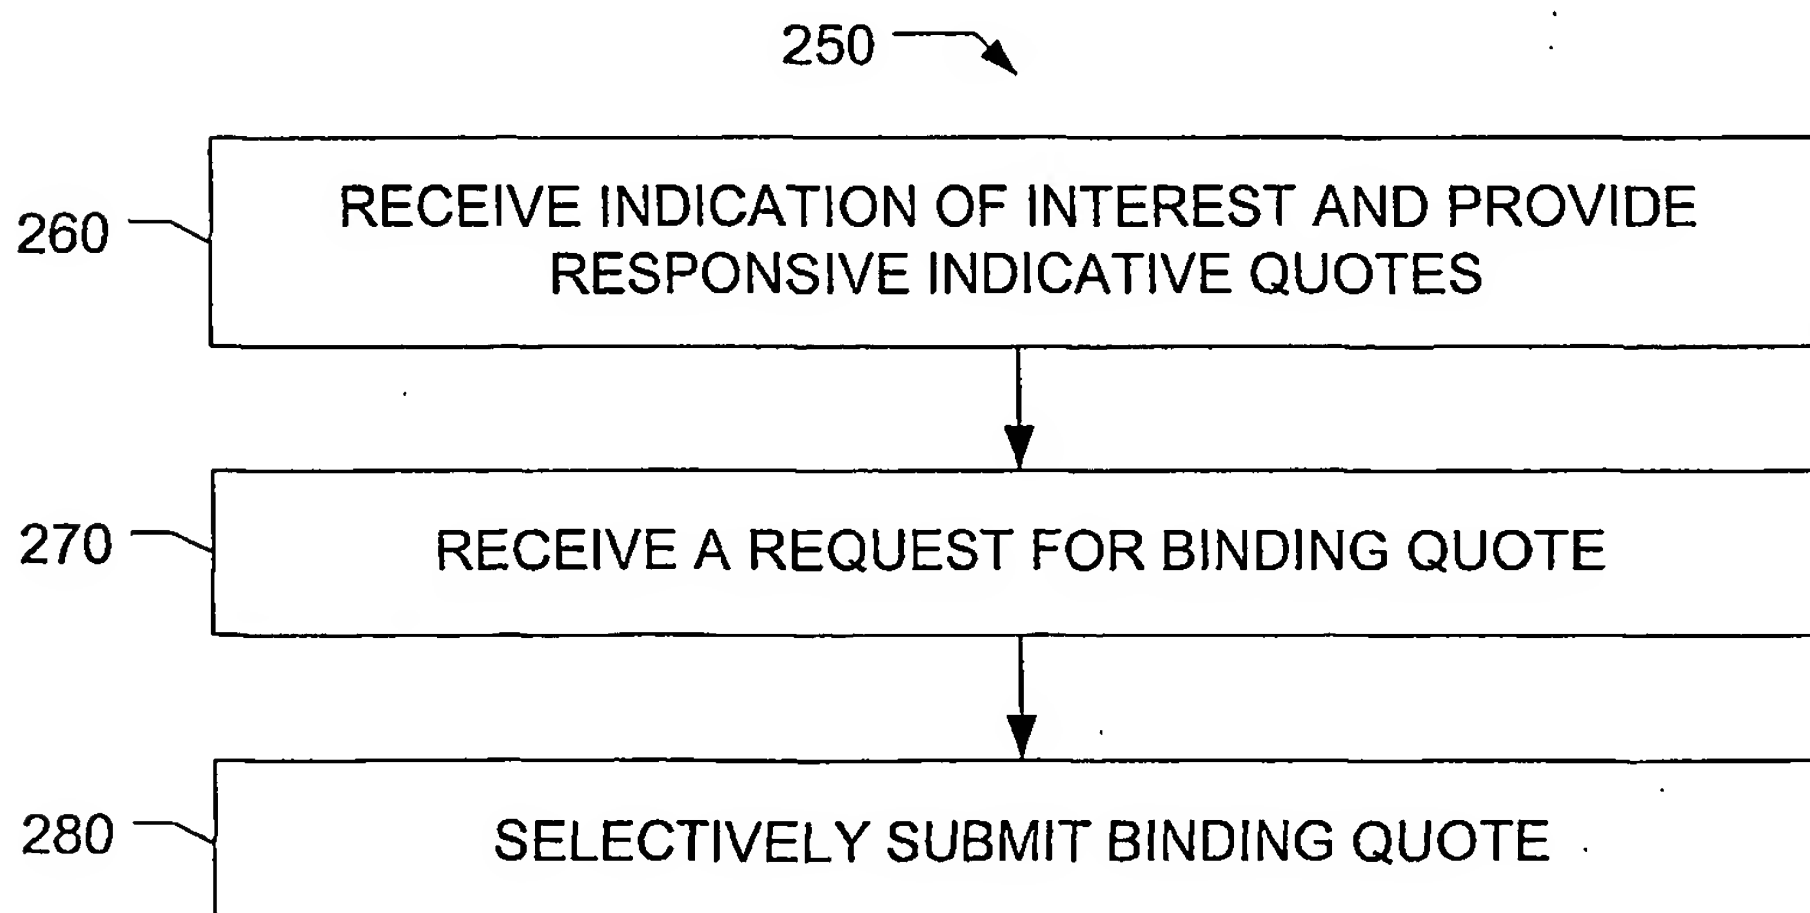 250
260
RECEIVE INDICATION OF INTEREST AND PROVIDE
RESPONSIVE INDICATIVE QUOTES
270
RECEIVE A REQUEST FOR BINDING QUOTE
280
SELECTIVELY SUBMIT BINDING QUOTE